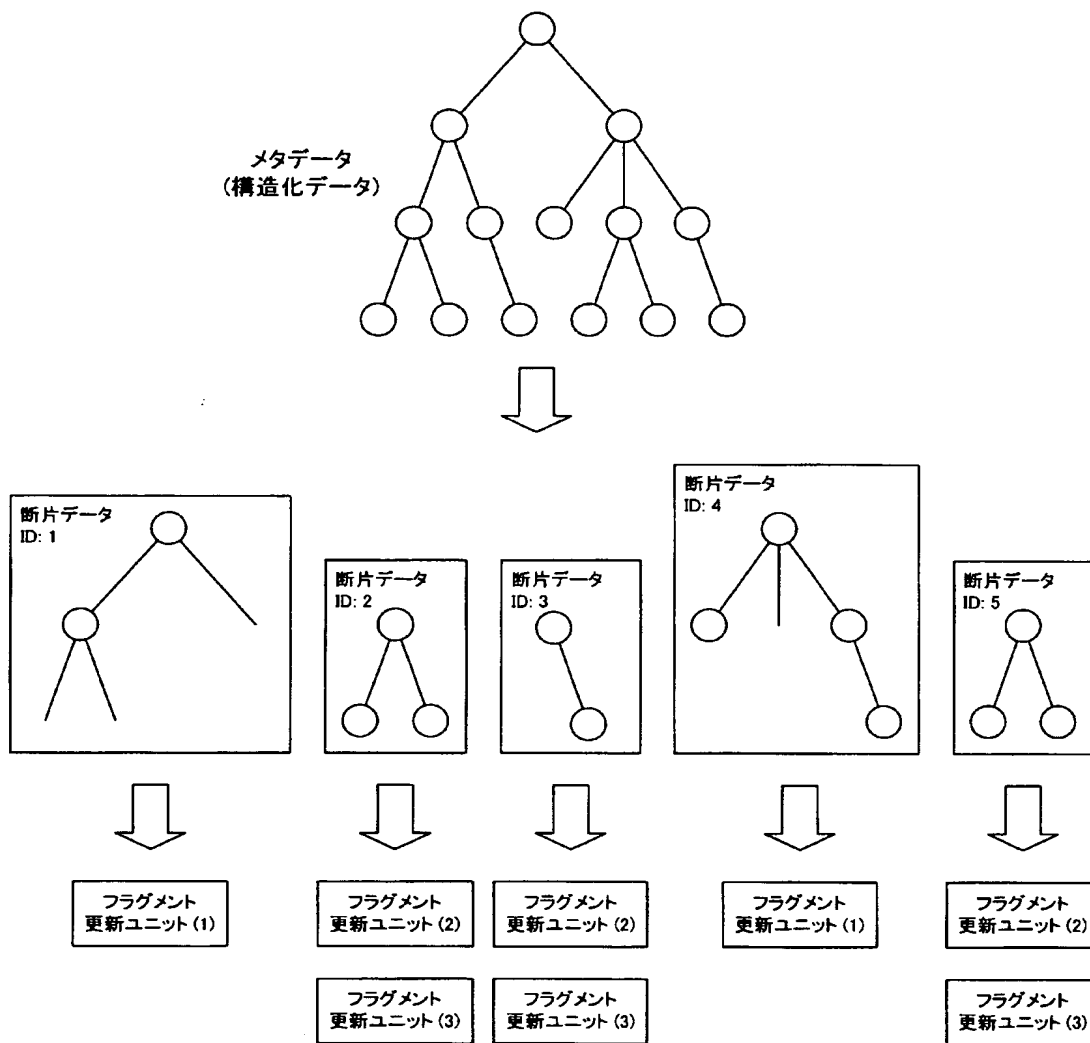 メタデータ
(構造化データ)
断片データ
ID: 1
断片データ
ID: 2
断片データ
ID: 3
断片データ
ID: 4
断片データ
ID: 5
フラグメント
更新ユニット (1)
フラグメント
更新ユニット (2)
フラグメント
更新ユニット (2)
フラグメント
更新ユニット (1)
フラグメント
更新ユニット (2)
フラグメント
更新ユニット (3)
フラグメント
更新ユニット (3)
フラグメント
更新ユニット (3)